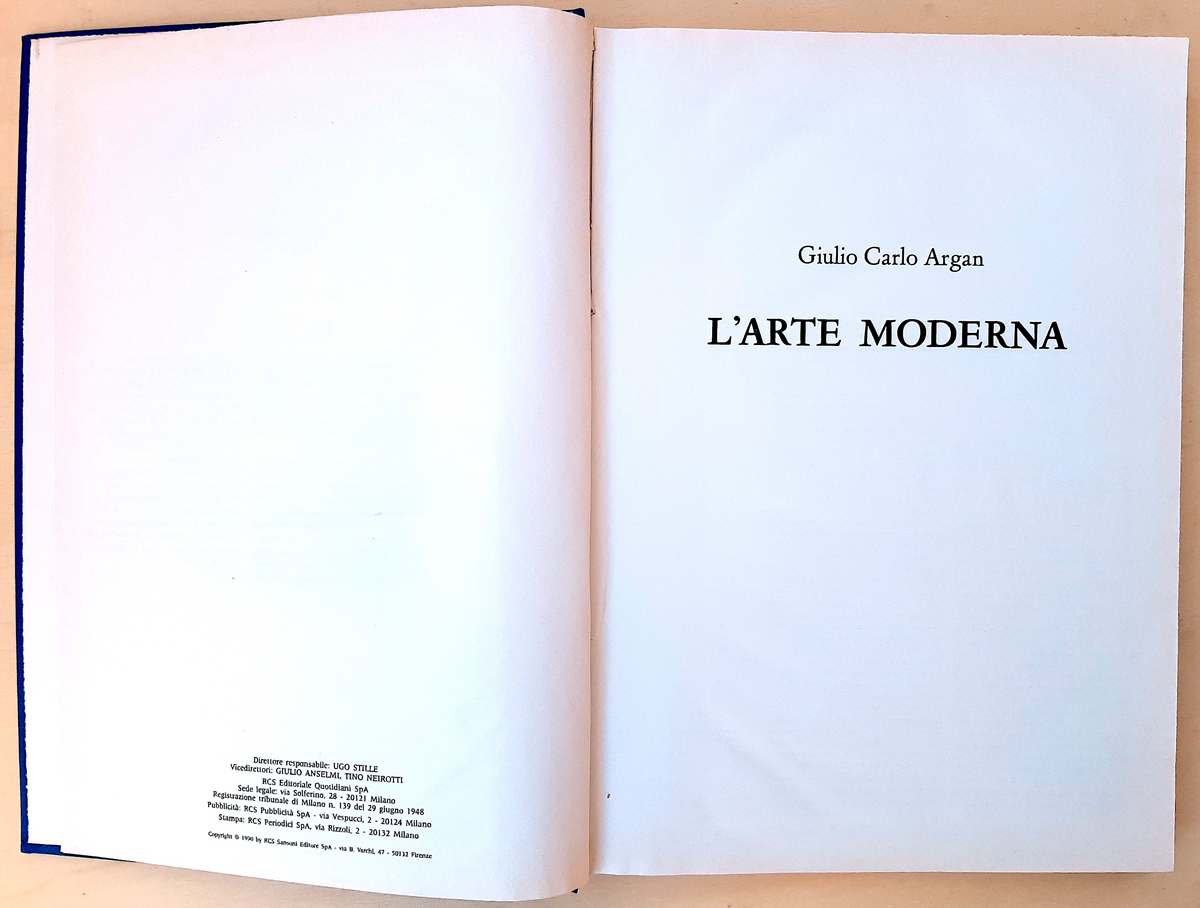 Direttore responsabile: UGO STILLE
Vicedirettori: GIULIO ANSELMI, TINO NEIROTTI
RCS Editoriale Quotidiani SpA
Sede legale: via Solferino, 28 - 20121 Milano
Registrazione tribunale di Milano n. 139 del 29 giugno 1948
Pubblicità: RCS Pubblicità SpA - via Vespucci, 2 - 20124 Milano
Stampa: RCS Periodici SpA, via Rizzoli, 2 - 20132 Milano
Copyright © 1990 by RCS Sansoni Editore SpA - via B. Varchi, 47 - 50132 Firenze
Giulio Carlo Argan
L'ARTE MODERNA